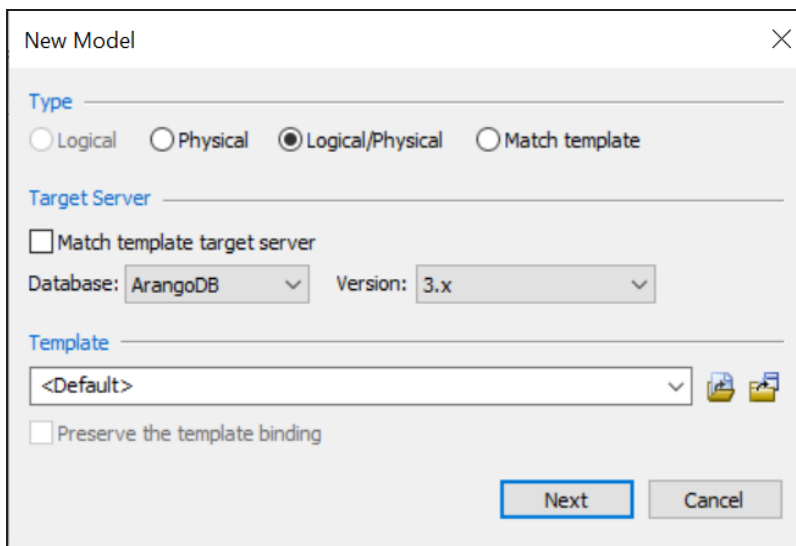 New Model
Type
Logical Physical Logical/Physical Match template
Target Server
Match template target server
Database: ArangoDB Version: 3.x
Template
<Default>
Preserve the template binding
Next Cancel